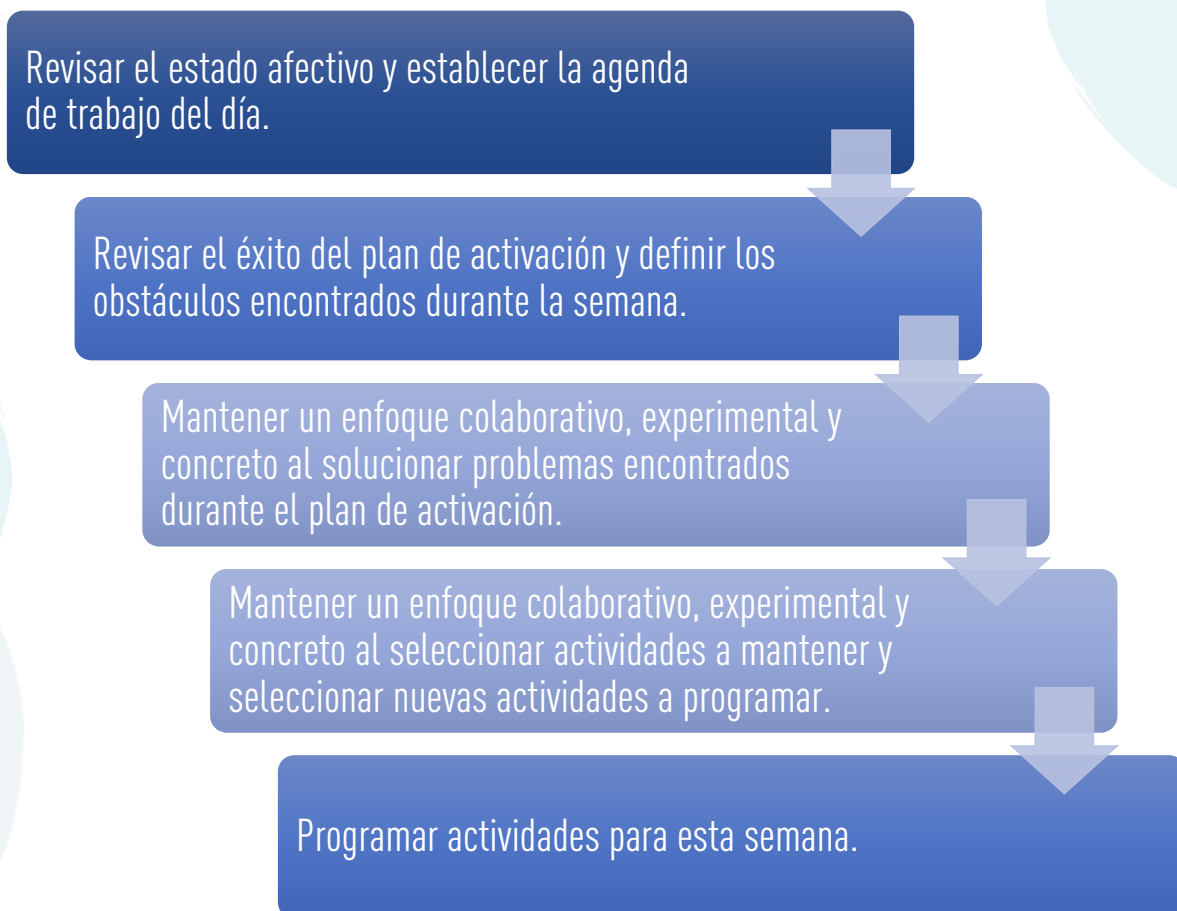 Revisar el estado afectivo y establecer la agenda
de trabajo del día.
Revisar el éxito del plan de activación y definir los
obstáculos encontrados durante la semana.
Mantener un enfoque colaborativo, experimental y
concreto al solucionar problemas encontrados
durante el plan de activación.
Mantener un enfoque colaborativo, experimental y
concreto al seleccionar actividades a mantener y
seleccionar nuevas actividades a programar.
Programar actividades para esta semana.